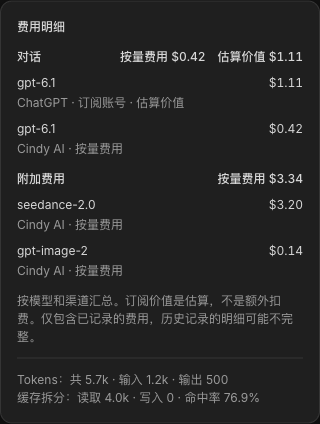 费用明细
对话 按量费用 $0.42 估算价值 $1.11
gpt-6.1 $1.11
ChatGPT · 订阅账号 · 估算价值
gpt-6.1 $0.42
Cindy AI · 按量费用
附加费用 按量费用 $3.34
seedance-2.0 $3.20
Cindy AI · 按量费用
gpt-image-2 $0.14
Cindy AI · 按量费用
按模型和渠道汇总。订阅价值是估算，不是额外扣
费。仅包含已记录的费用，历史记录的明细可能不完
整。
Tokens：共 5.7k · 输入 1.2k · 输出 500
缓存拆分：读取 4.0k · 写入 0 · 命中率 76.9%